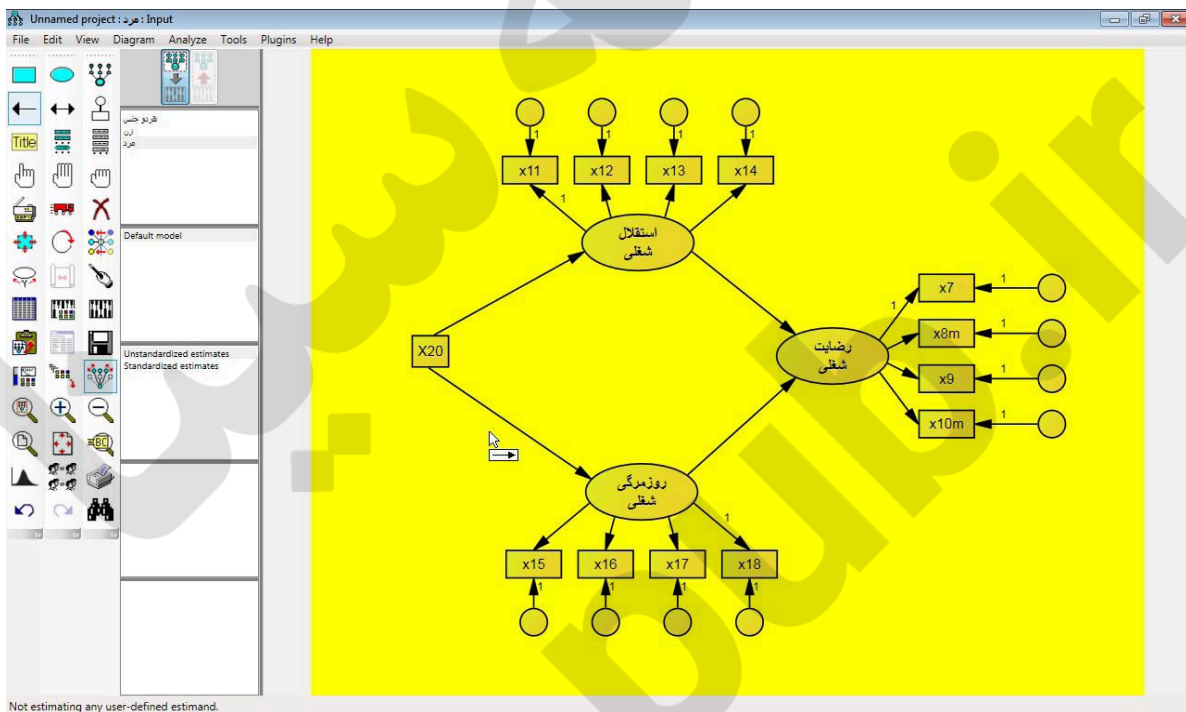 Unnamed project : مرد : Input
File Edit View Diagram Analyze Tools Plugins Help
Title
هردو جنس
زن
مرد
Default model
Unstandardized estimates
Standardized estimates
1 1 1 1
x11 x12 x13 x14
1
استقلال
شغلی
X20
رضایت
شغلی
1
x7 1
x8m 1
x9 1
x10m 1
روزمرگی
شغلی
1
x15 x16 x17 x18
1 1 1 1
Not estimating any user-defined estimand.
pub.ir